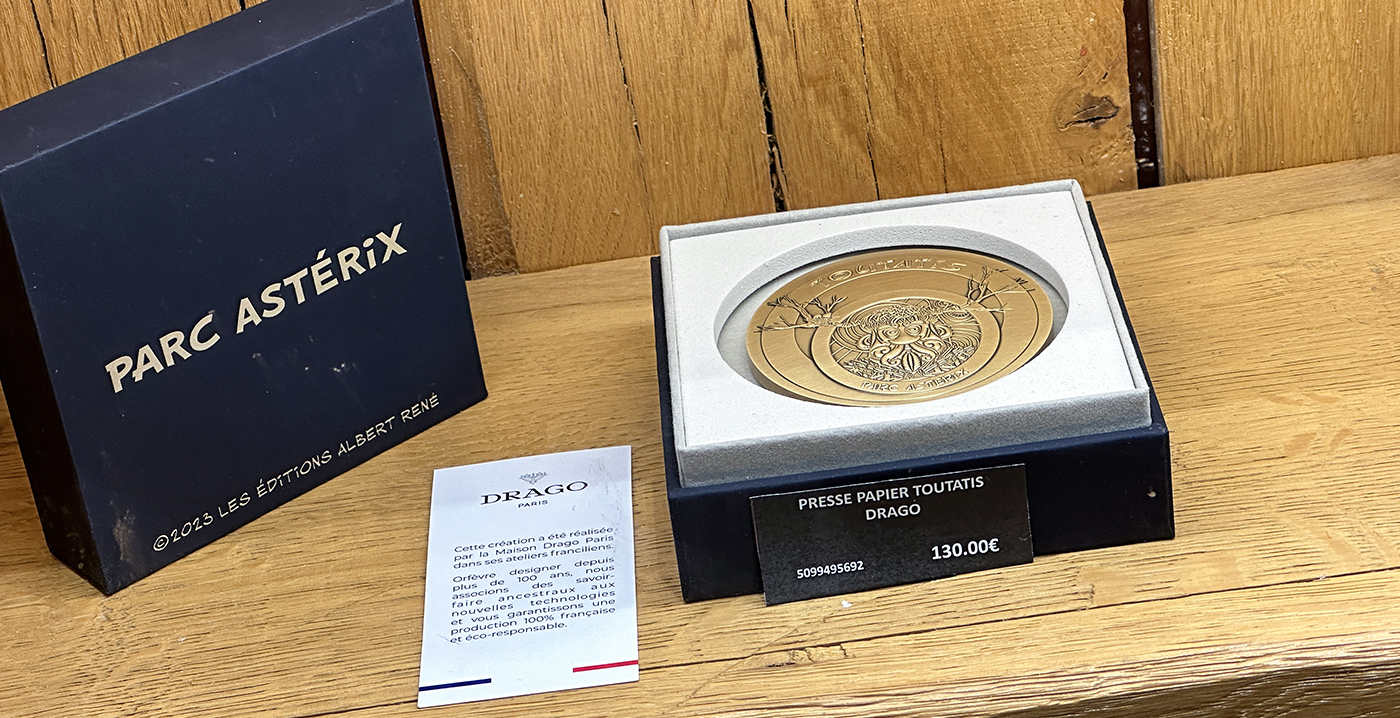 PARC ASTÉRiX
©2023 LES ÉDiTiONS ALBERT RENÉ
TOUTATIS
PARC ASTÉRIX
DRAGO
PARIS
Cette création a été réalisée
par la Maison Drago Paris
dans ses ateliers franciliens.
Orfèvre designer depuis
plus de 100 ans, nous
associons des savoir-
faire ancestraux aux
nouvelles technologies
et vous garantissons une
production 100% française
et éco-responsable.
PRESSE PAPIER TOUTATIS
DRAGO
130.00€
5099495692